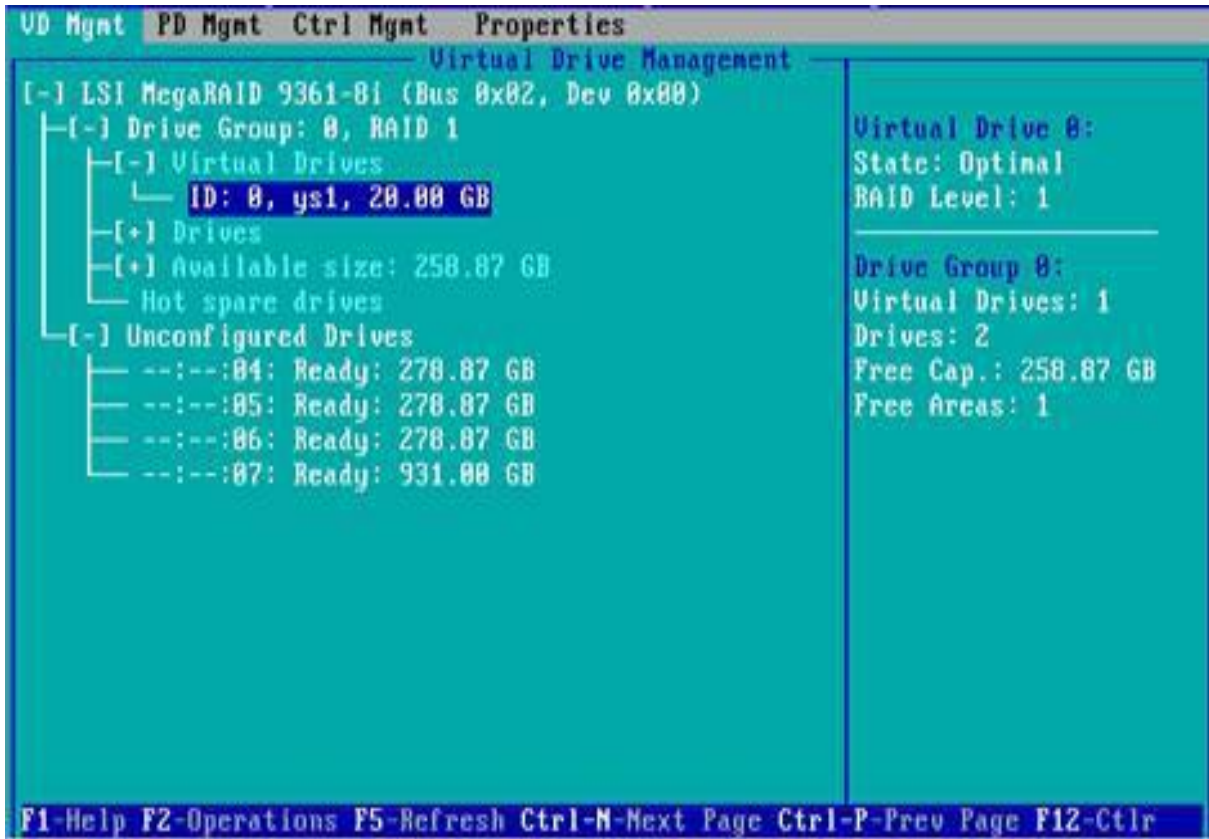 VD Mgmt PD Mgmt Ctrl Mgmt Properties
Virtual Drive Management
[-] LSI MegaRAID 9361-8i (Bus 0x02, Dev 0x00)
[-] Drive Group: 0, RAID 1
[-] Virtual Drives
ID: 0, ys1, 20.00 GB
[+] Drives
[+] Available size: 258.87 GB
Hot spare drives
[-] Unconfigured Drives
--:--:04: Ready: 278.87 GB
--:--:05: Ready: 278.87 GB
--:--:06: Ready: 278.87 GB
--:--:07: Ready: 931.00 GB
Virtual Drive 0:
State: Optimal
RAID Level: 1
Drive Group 0:
Virtual Drives: 1
Drives: 2
Free Cap.: 258.87 GB
Free Areas: 1
F1-Help F2-Operations F5-Refresh Ctrl-N-Next Page Ctrl-P-Prev Page F12-Ctlr